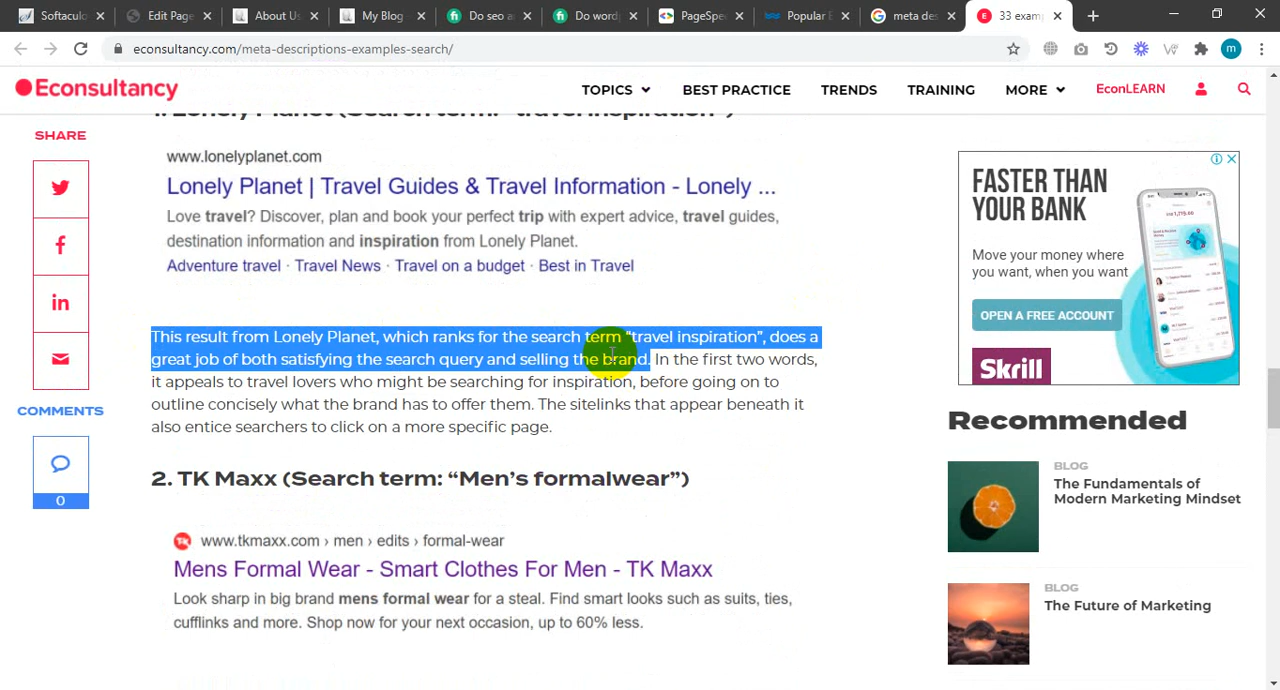 Softaculo
Edit Page
About Us
My Blog
Do seo a
Do word
PageSpe
Popular
meta des
33 exam
econsultancy.com/meta-descriptions-examples-search/
m
Econsultancy
TOPICS
BEST PRACTICE
TRENDS
TRAINING
MORE
EconLEARN
SHARE
COMMENTS
0
1. Lonely Planet (Search term: “travel inspiration”)
www.lonelyplanet.com
Lonely Planet | Travel Guides & Travel Information - Lonely ...
Love travel? Discover, plan and book your perfect trip with expert advice, travel guides,
destination information and inspiration from Lonely Planet.
Adventure travel · Travel News · Travel on a budget · Best in Travel
This result from Lonely Planet, which ranks for the search term “travel inspiration”, does a
great job of both satisfying the search query and selling the brand. In the first two words,
it appeals to travel lovers who might be searching for inspiration, before going on to
outline concisely what the brand has to offer them. The sitelinks that appear beneath it
also entice searchers to click on a more specific page.
2. TK Maxx (Search term: “Men’s formalwear”)
TK
www.tkmaxx.com › men › edits › formal-wear
Mens Formal Wear - Smart Clothes For Men - TK Maxx
Look sharp in big brand mens formal wear for a steal. Find smart looks such as suits, ties,
cufflinks and more. Shop now for your next occasion, up to 60% less.
FASTER THAN
YOUR BANK
Move your money where
you want, when you want
OPEN A FREE ACCOUNT
Skrill
Recommended
BLOG
The Fundamentals of
Modern Marketing Mindset
BLOG
The Future of Marketing